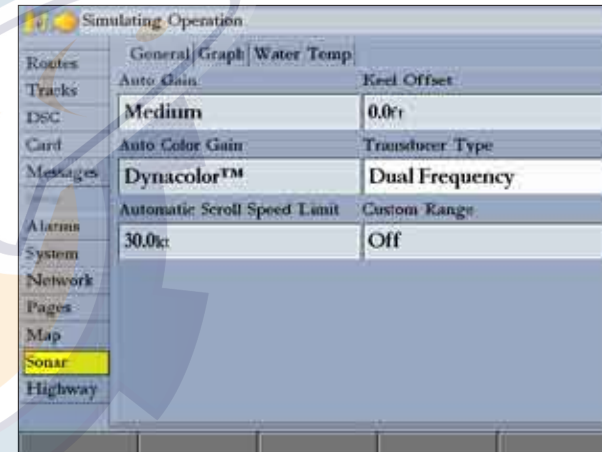 Simulating Operation
General Graph Water Temp
Routes
Tracks
DSC
Card
Messages
Alarms
System
Network
Pages
Map
Sonar
Highway
Auto Gain
Medium
Keel Offset
0.0ft
Auto Color Gain
Dynacolor™
Transducer Type
Dual Frequency
Automatic Scroll Speed Limit
30.0kt
Custom Range
Off